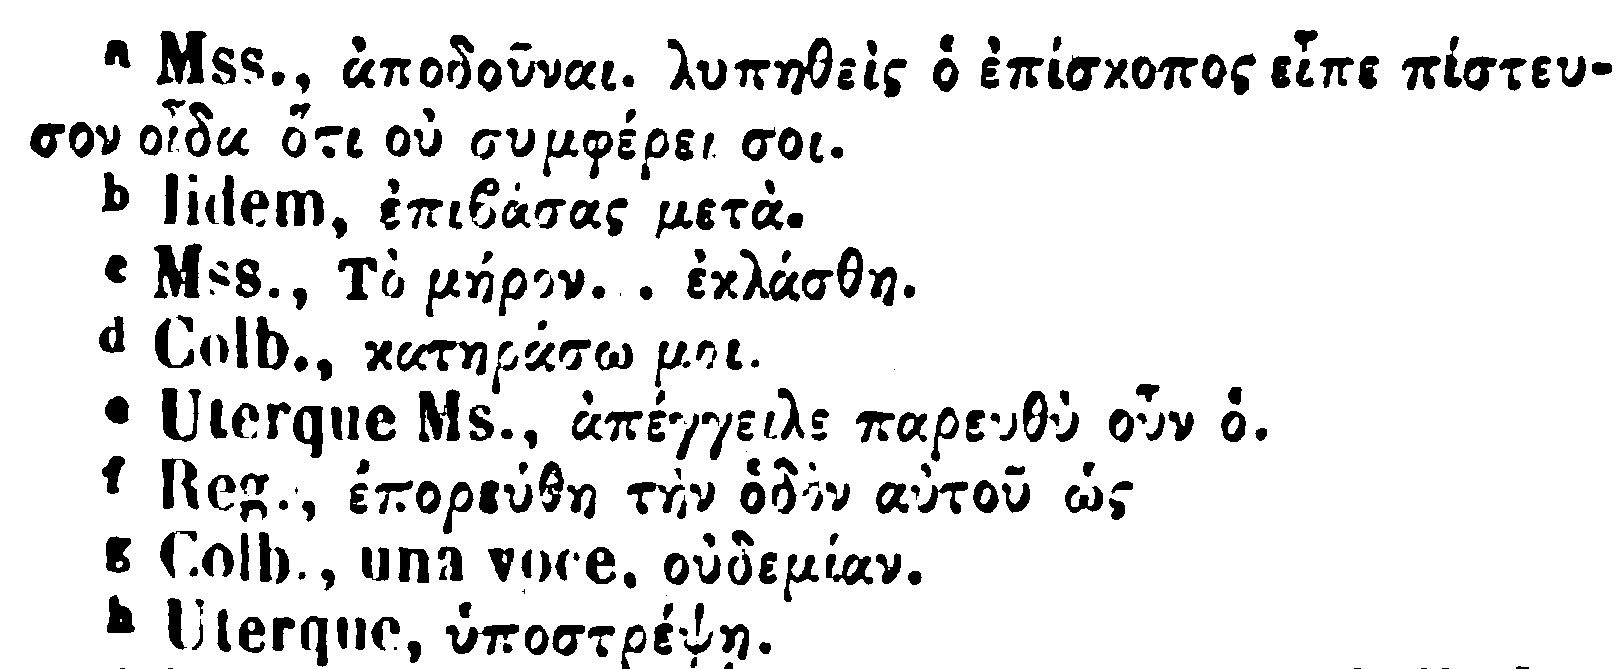 a Mss., ἀποδοῦναι. λυπηθεὶς ὁ ἐπίσκοπος εἶπε πίστευ-
σον οἶδα ὅτι οὐ συμφέρει σοι.
b Iidem, ἐπιβάσας μετὰ.
c Mss., Τὸ μήρον. . ἐκλάσθη.
d Colb., κατηράσω μοι.
e Uterque Ms., ἀπέγγειλε παρευθὺ οὖν ὁ.
f Reg., ἐπορεύθη τὴν ὁδὸν αὐτοῦ ὡς
g Colb., una voce, οὐδεμίαν.
h Uterque, ὑποστρέψη.